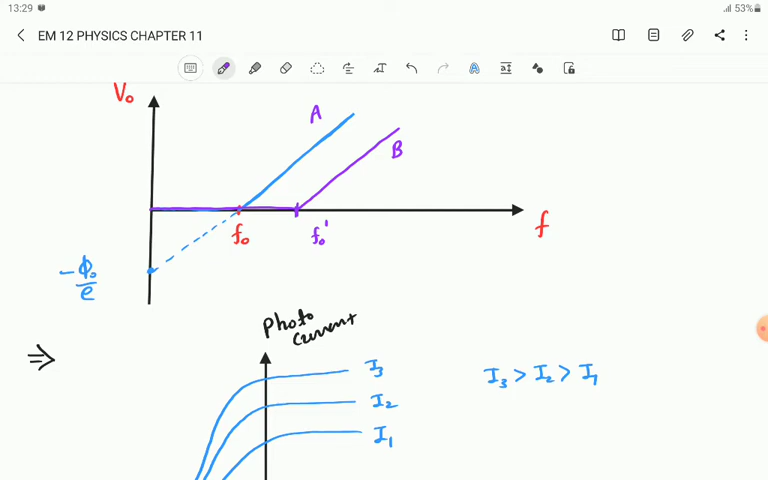 13:29
53%
EM 12 PHYSICS CHAPTER 11
V₀
A
B
f₀
f₀'
f
-ϕ₀/e
Photo
current
⇒
I₃
I₃ > I₂ > I₁
I₂
I₁